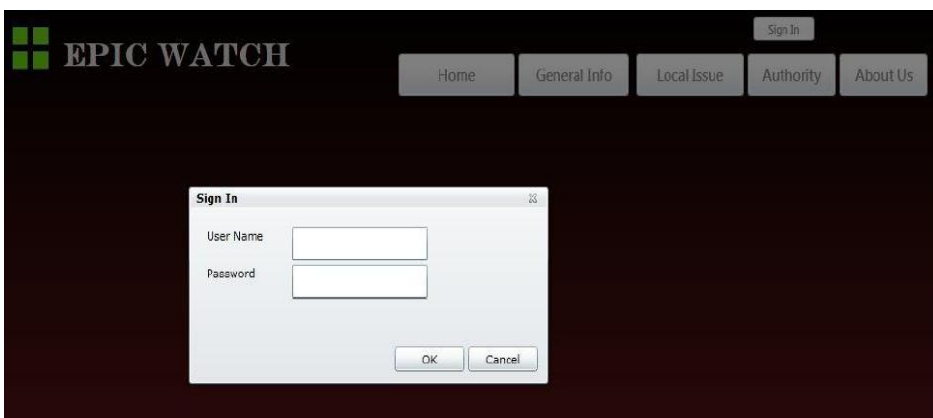 Sign In
EPIC WATCH
Home General Info Local Issue Authority About Us
Sign In
User Name
Password
OK Cancel